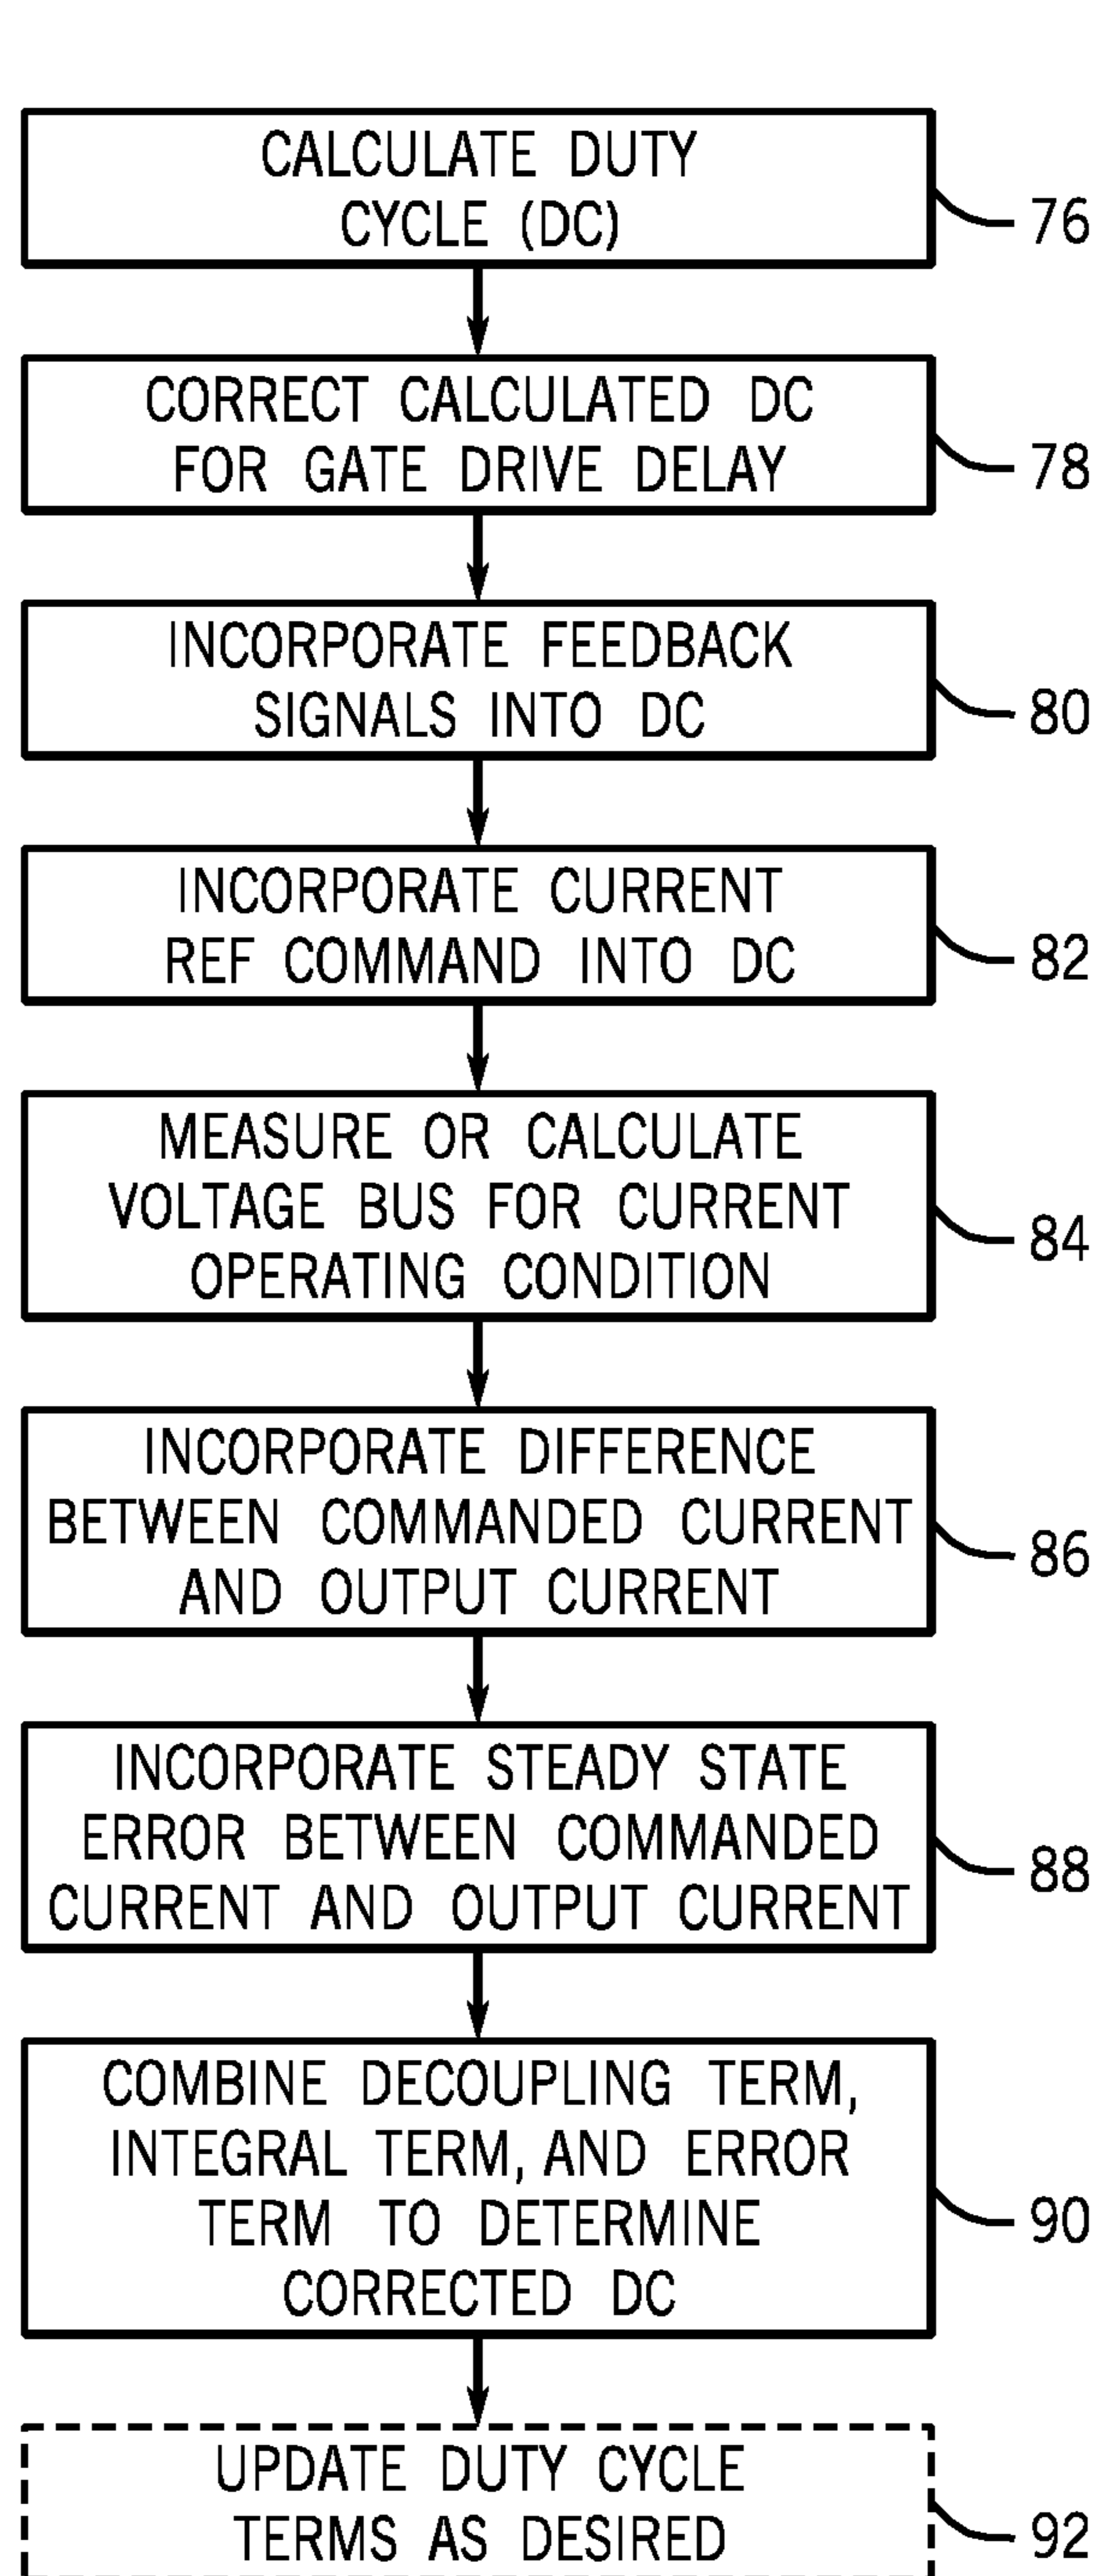 CALCULATE DUTY
CYCLE (DC)
76
CORRECT CALCULATED DC
FOR GATE DRIVE DELAY
78
INCORPORATE FEEDBACK
SIGNALS INTO DC
80
INCORPORATE CURRENT
REF COMMAND INTO DC
82
MEASURE OR CALCULATE
VOLTAGE BUS FOR CURRENT
OPERATING CONDITION
84
INCORPORATE DIFFERENCE
BETWEEN COMMANDED CURRENT
AND OUTPUT CURRENT
86
INCORPORATE STEADY STATE
ERROR BETWEEN COMMANDED
CURRENT AND OUTPUT CURRENT
88
COMBINE DECOUPLING TERM,
INTEGRAL TERM, AND ERROR
TERM TO DETERMINE
CORRECTED DC
90
UPDATE DUTY CYCLE
TERMS AS DESIRED
92